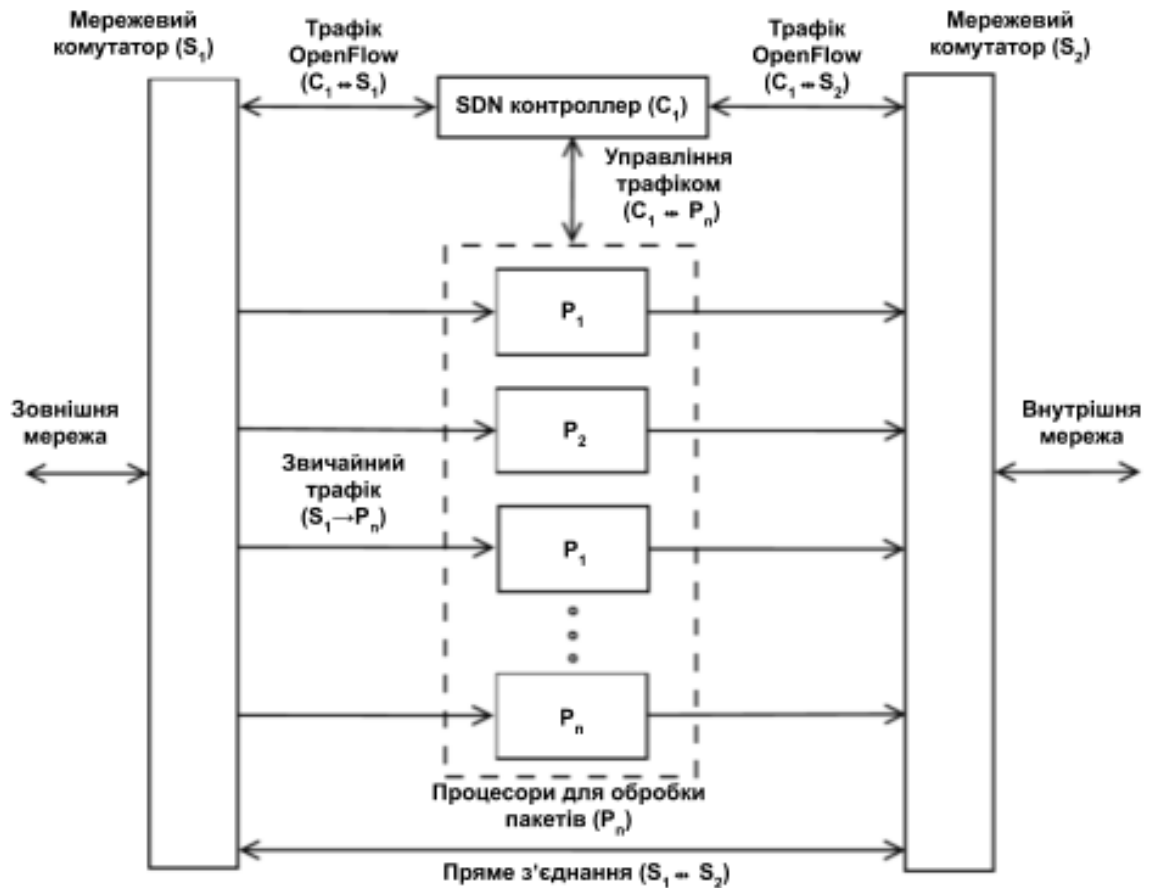 Мережевий
комутатор (S₁)
Трафік
OpenFlow
(C₁ ↔ S₁)
Трафік
OpenFlow
(C₁ ↔ S₂)
Мережевий
комутатор (S₂)
SDN контроллер (C₁)
Управління
трафіком
(C₁ ↔ Pₙ)
P₁
P₂
P₁
Pₙ
Зовнішня
мережа
Звичайний
трафік
(S₁→Pₙ)
Внутрішня
мережа
Процесори для обробки
пакетів (Pₙ)
Пряме з'єднання (S₁ ↔ S₂)